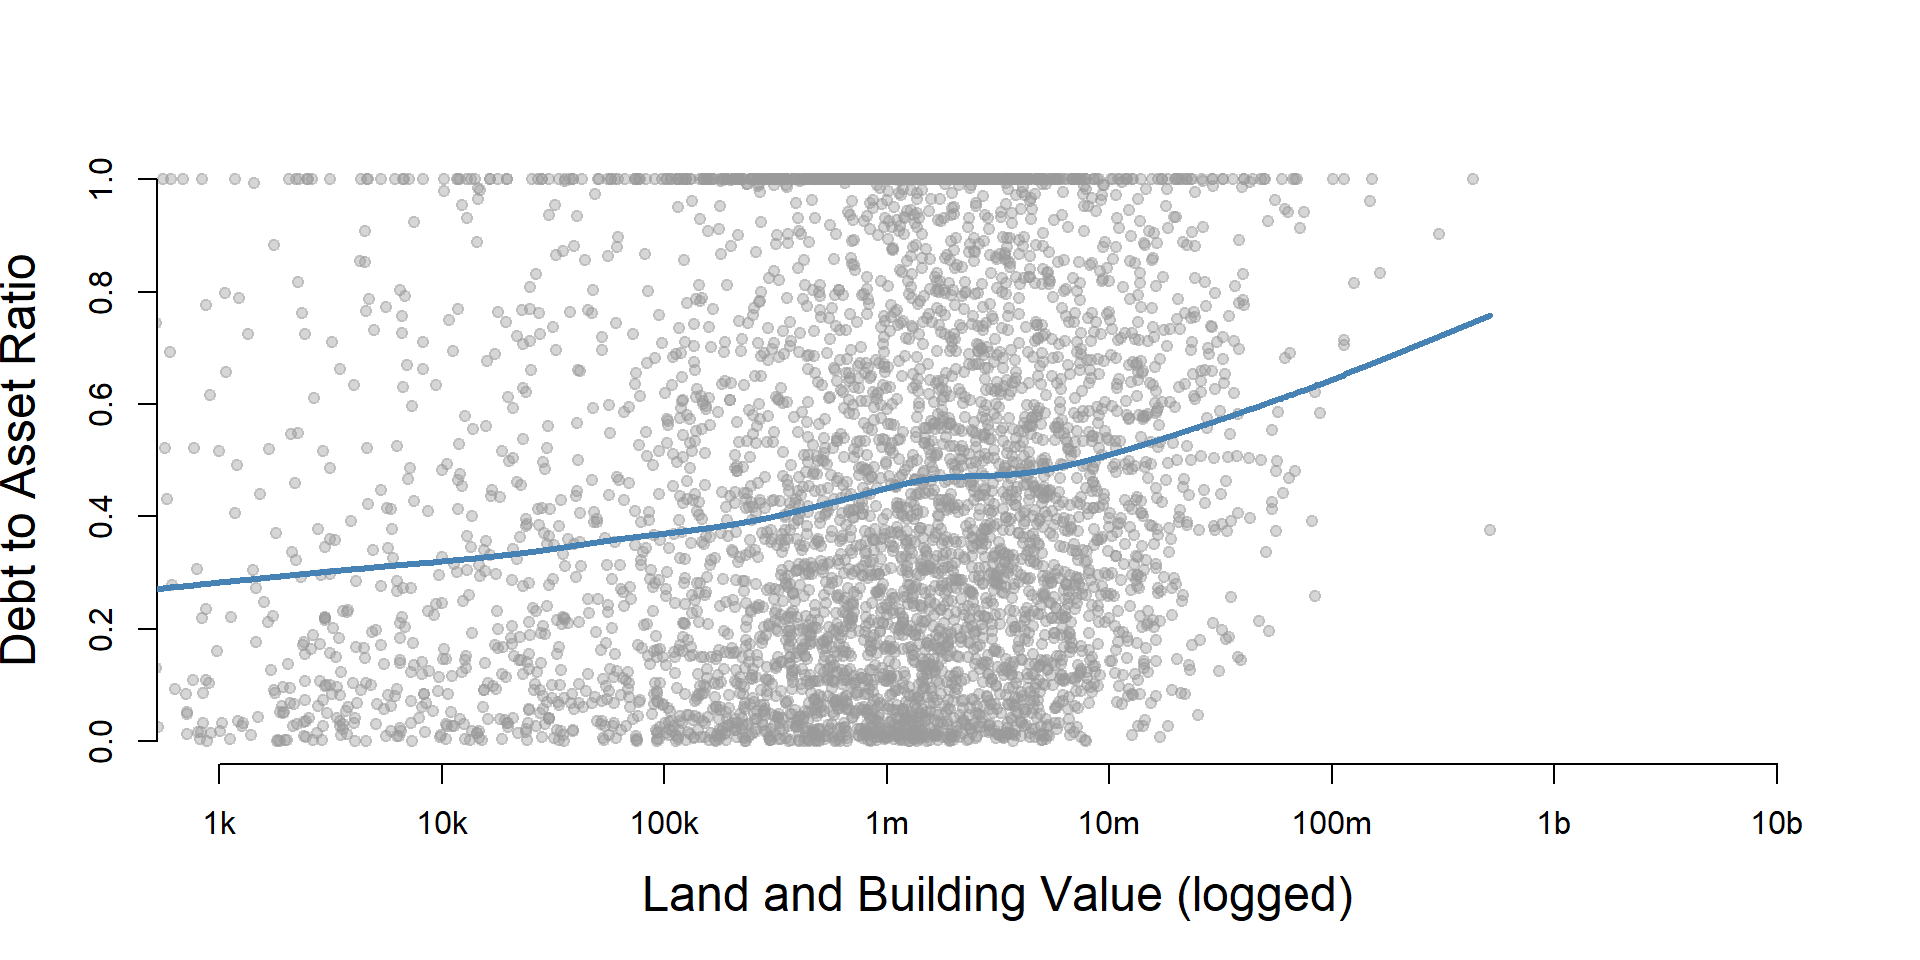 Debt to Asset Ratio
1.0
0.8
0.6
0.4
0.2
0.0
1k 10k 100k 1m 10m 100m 1b 10b
Land and Building Value (logged)